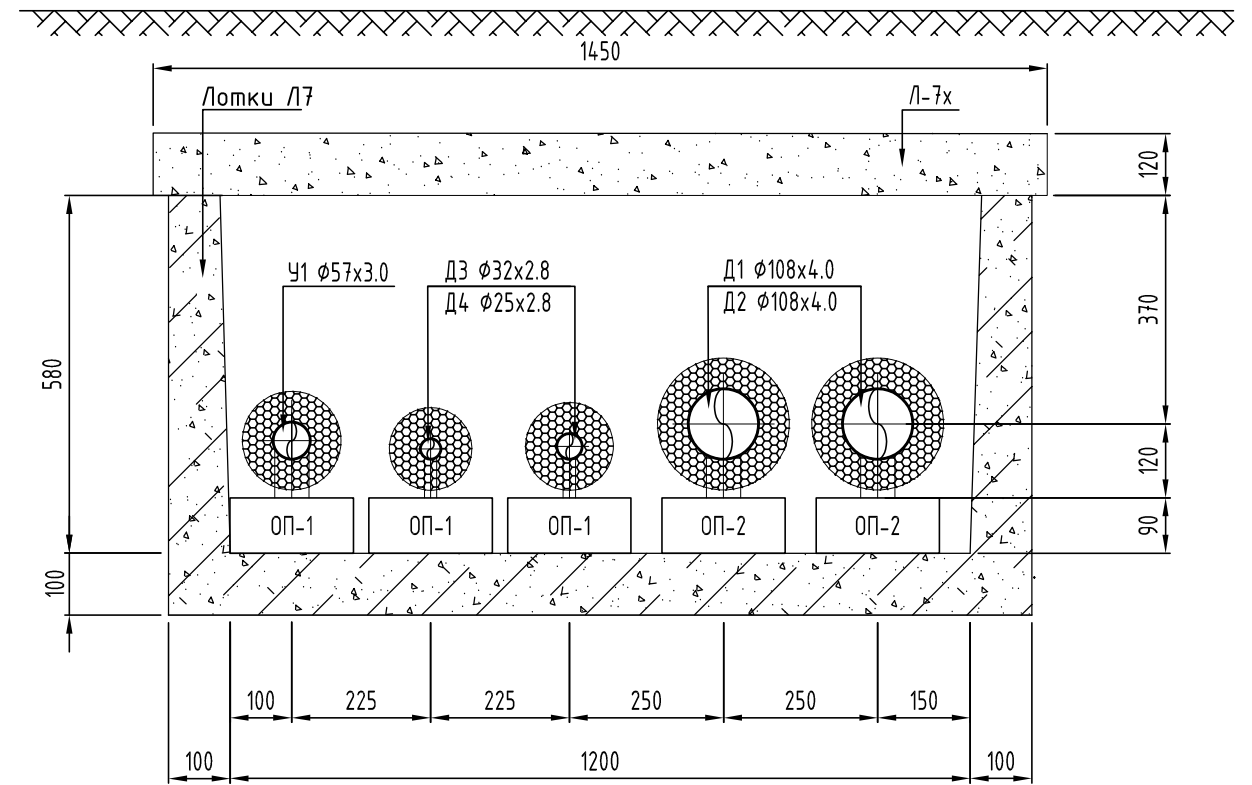 1450
Лотки Л7
Л-7х
120
У1 Ф57х3.0
Д3 Ф32х2.8
Д4 Ф25х2.8
Д1 Ф108х4.0
Д2 Ф108х4.0
370
580
120
ОП-1
ОП-1
ОП-1
ОП-2
ОП-2
90
100
100
225
225
250
250
150
100
1200
100